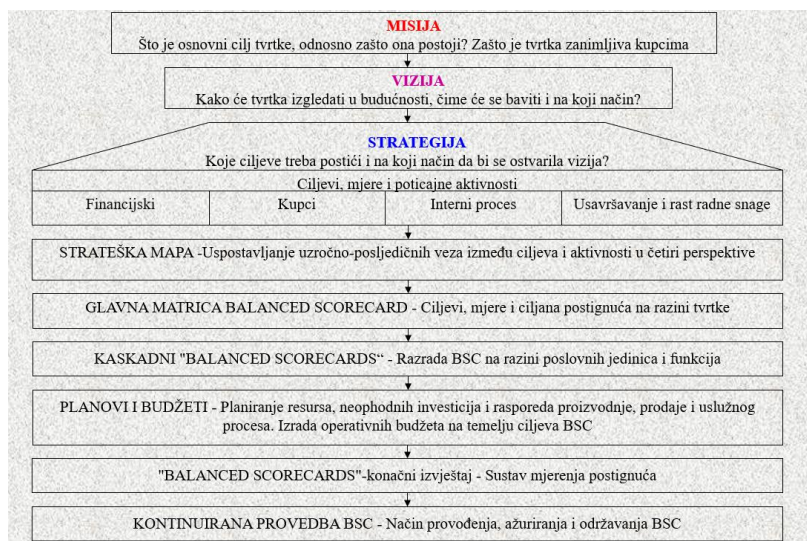 MISIJA
Što je osnovni cilj tvrtke, odnosno zašto ona postoji? Zašto je tvrtka zanimljiva kupcima
VIZIJA
Kako će tvrtka izgledati u budućnosti, čime će se baviti i na koji način?
STRATEGIJA
Koje ciljeve treba postići i na koji način da bi se ostvarila vizija?
Ciljevi, mjere i poticajne aktivnosti
Financijski
Kupci
Interni proces
Usavršavanje i rast radne snage
STRATEŠKA MAPA -Uspostavljanje uzročno-posljedičnih veza između ciljeva i aktivnosti u četiri perspektive
GLAVNA MATRICA BALANCED SCORECARD - Ciljevi, mjere i ciljana postignuća na razini tvrtke
KASKADNI "BALANCED SCORECARDS“ - Razrada BSC na razini poslovnih jedinica i funkcija
PLANOVI I BUDŽETI - Planiranje resursa, neophodnih investicija i rasporeda proizvodnje, prodaje i uslužnog
procesa. Izrada operativnih budžeta na temelju ciljeva BSC
"BALANCED SCORECARDS"-konačni izvještaj - Sustav mjerenja postignuća
KONTINUIRANA PROVEDBA BSC - Način provođenja, ažuriranja i održavanja BSC